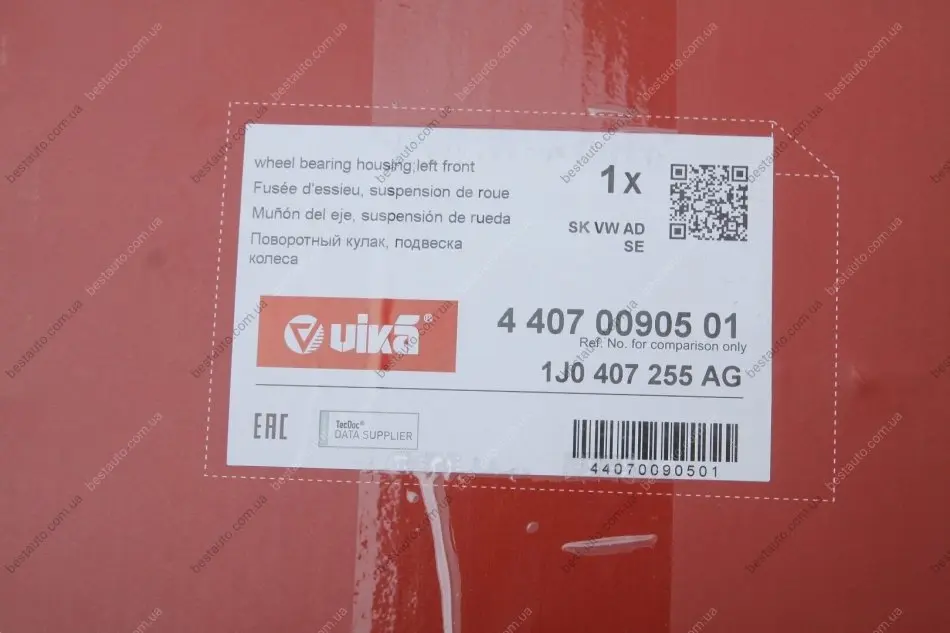 wheel bearing housing;left front
Fusée d'essieu, suspension de roue
Muñón del eje, suspensión de rueda
Поворотный кулак, подвеска
колеса
1x
SK VW AD
SE
vika®
4 407 00905 01
Ref. No. for comparison only
1J0 407 255 AG
EAC
TecDoc®
DATA SUPPLIER
44070090501
bestauto.com.ua